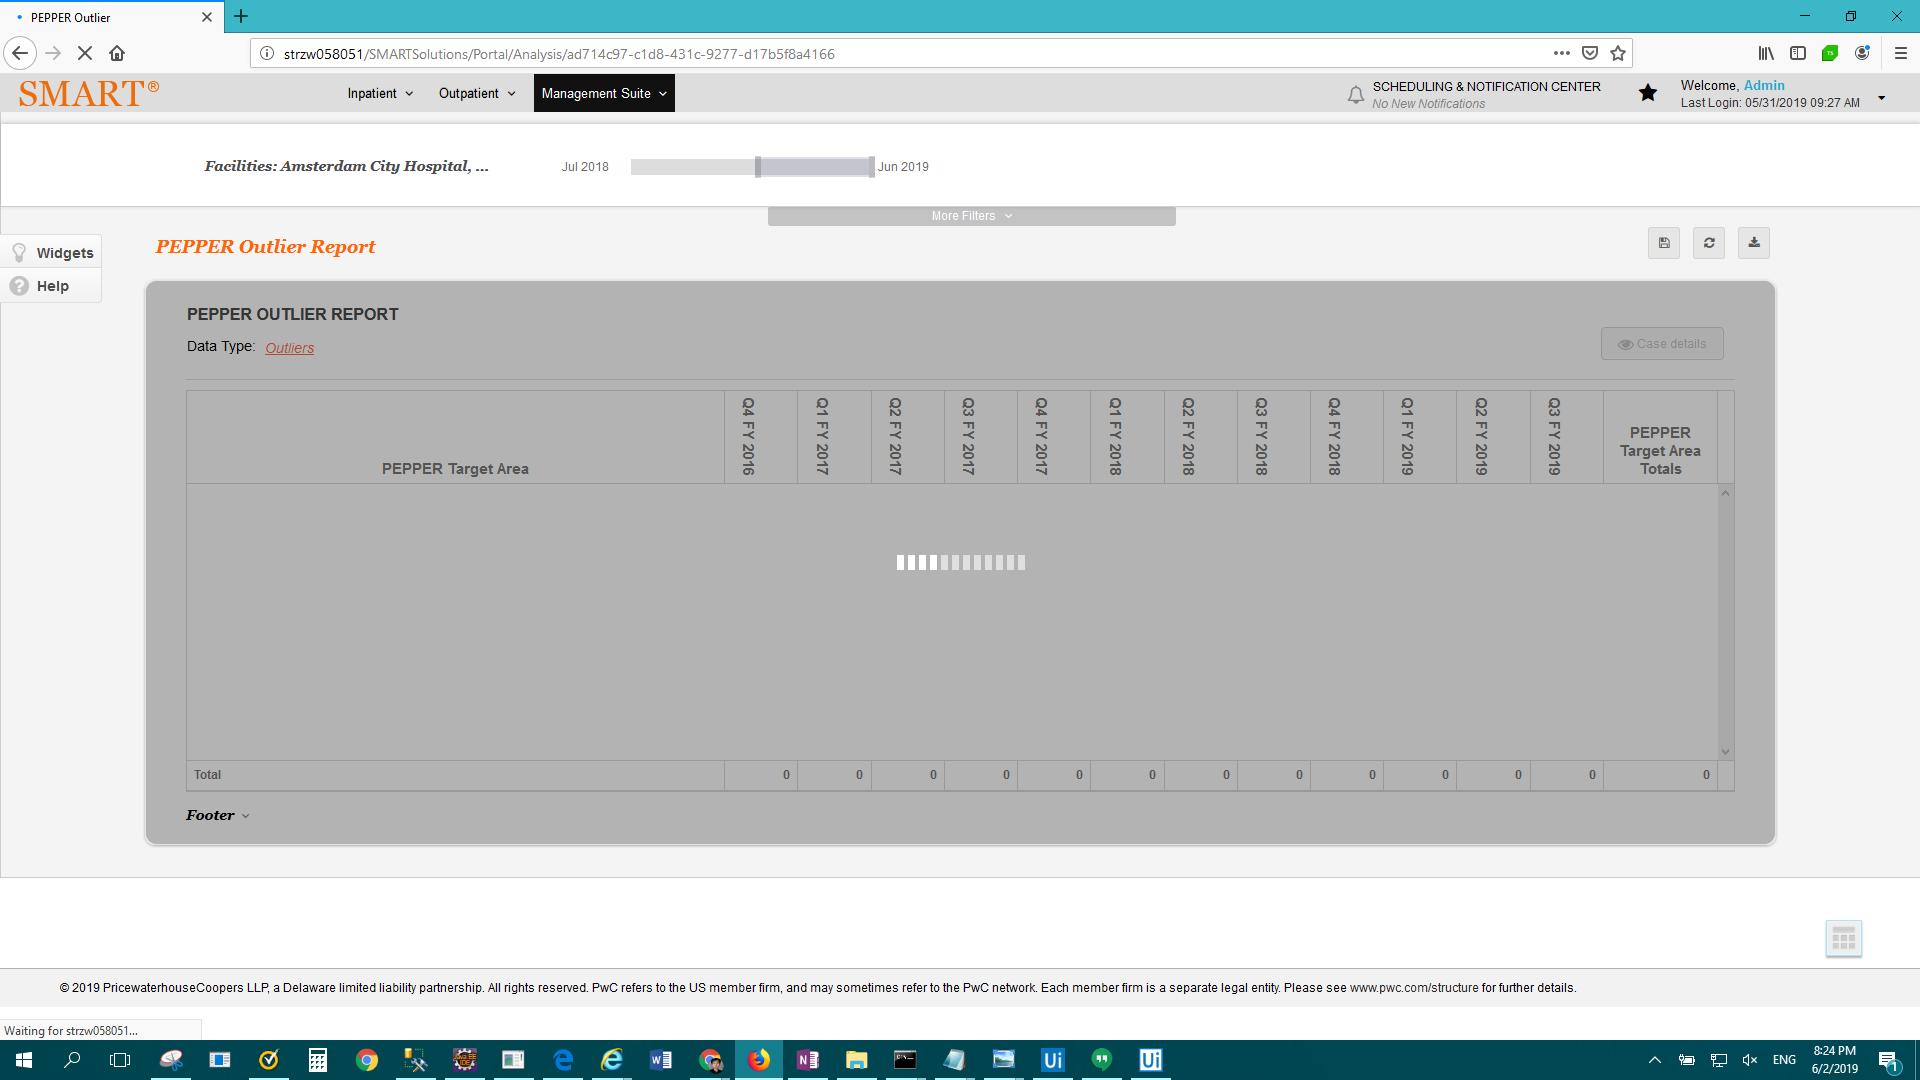 PEPPER Outlier
strzw058051/SMARTSolutions/Portal/Analysis/ad714c97-c1d8-431c-9277-d17b5f8a4166
SMART®
Inpatient
Outpatient
Management Suite
SCHEDULING & NOTIFICATION CENTER
No New Notifications
Welcome, Admin
Last Login: 05/31/2019 09:27 AM
Facilities: Amsterdam City Hospital, ...
Jul 2018
Jun 2019
More Filters
Widgets
Help
PEPPER Outlier Report
PEPPER OUTLIER REPORT
Data Type: Outliers
Case details
PEPPER Target Area
Q4 FY 2016
Q1 FY 2017
Q2 FY 2017
Q3 FY 2017
Q4 FY 2017
Q1 FY 2018
Q2 FY 2018
Q3 FY 2018
Q4 FY 2018
Q1 FY 2019
Q2 FY 2019
Q3 FY 2019
PEPPER
Target Area
Totals
Total 0 0 0 0 0 0 0 0 0 0 0 0 0
Footer
© 2019 PricewaterhouseCoopers LLP, a Delaware limited liability partnership. All rights reserved. PwC refers to the US member firm, and may sometimes refer to the PwC network. Each member firm is a separate legal entity. Please see www.pwc.com/structure for further details.
Waiting for strzw058051...
Ui
Ui
ENG
8:24 PM
6/2/2019
1